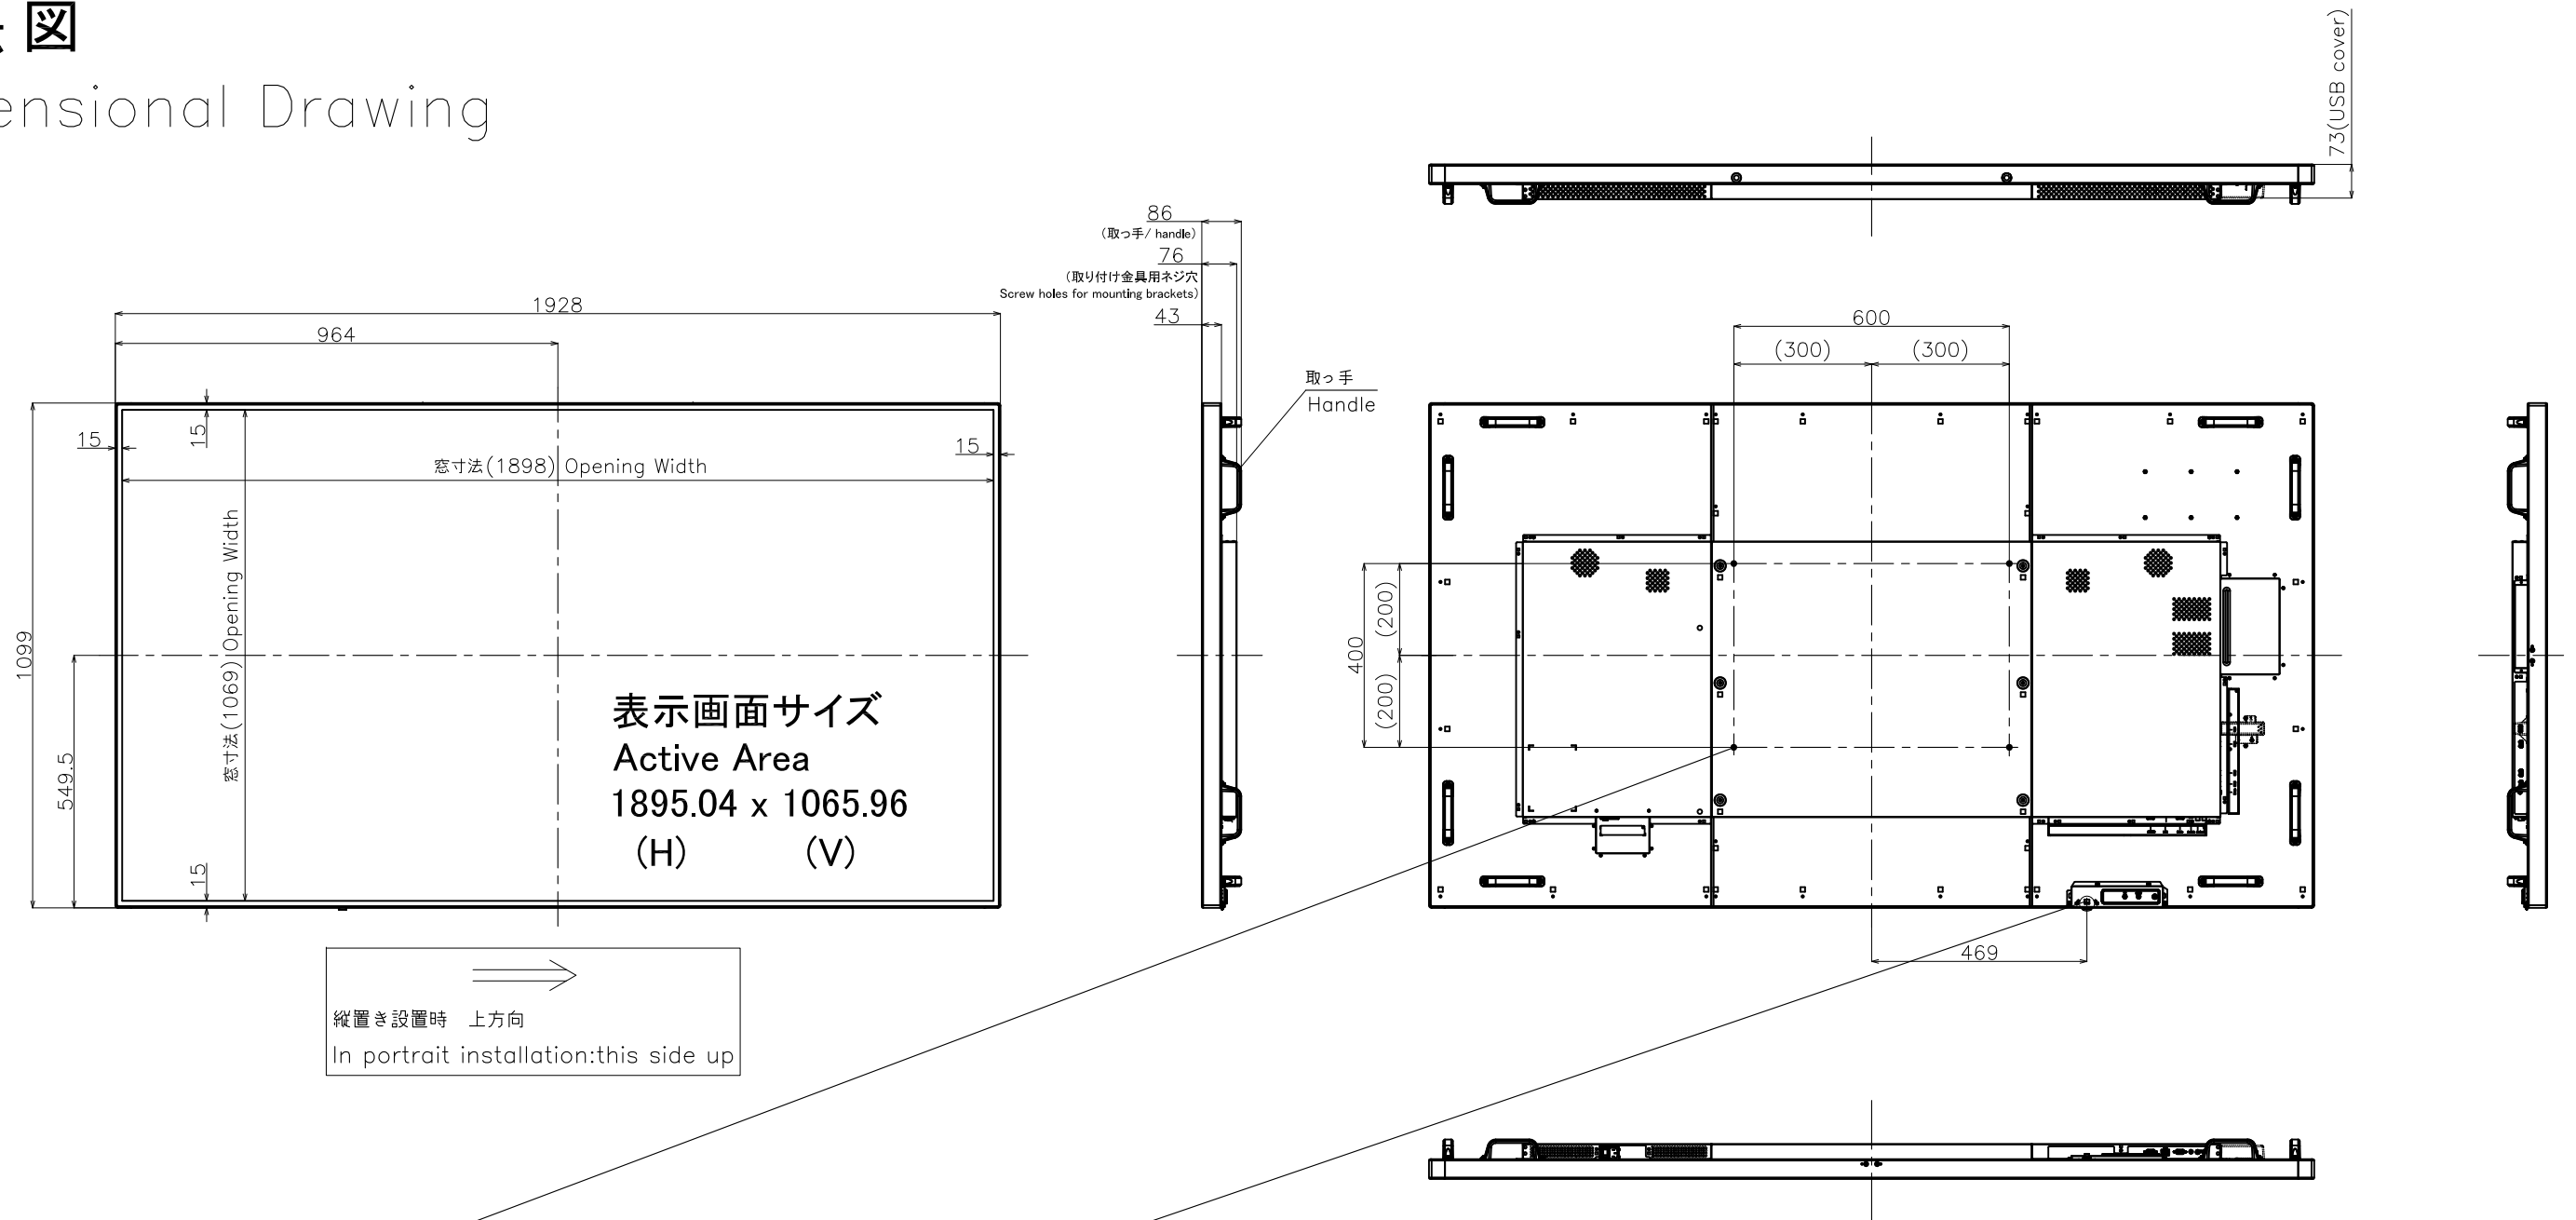 図
ensional Drawing
73(USB cover)
86
(取っ手/ handle)
76
(取り付け金具用ネジ穴
Screw holes for mounting brackets)
43
1928
964
600
(300)
(300)
取っ手
Handle
15
15
15
窓寸法(1898) Opening Width
窓寸法(1069) Opening Width
1099
549.5
400
(200)
(200)
表示画面サイズ
Active Area
1895.04 x 1065.96
(H) (V)
15
469
縦置き設置時 上方向
In portrait installation:this side up